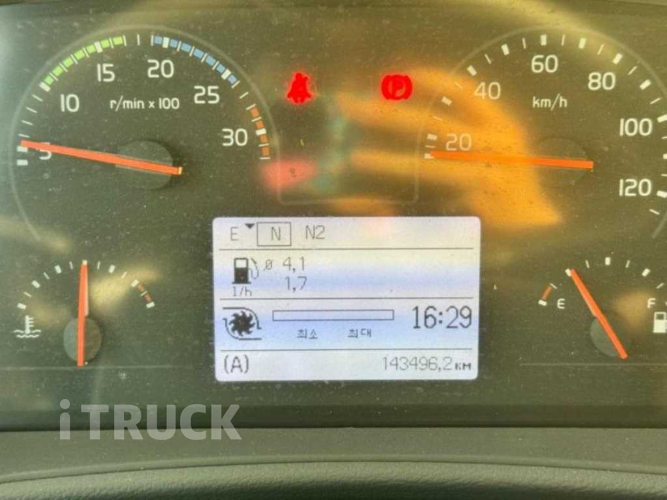 5 10 15 20 25 30
r/min x 100
20 40 60 80 100 120
km/h
E N N2
ø 4,1
1,7
l/h
16:29
최소 최대
(A) 143496,2 KM
E F
i TRUCK